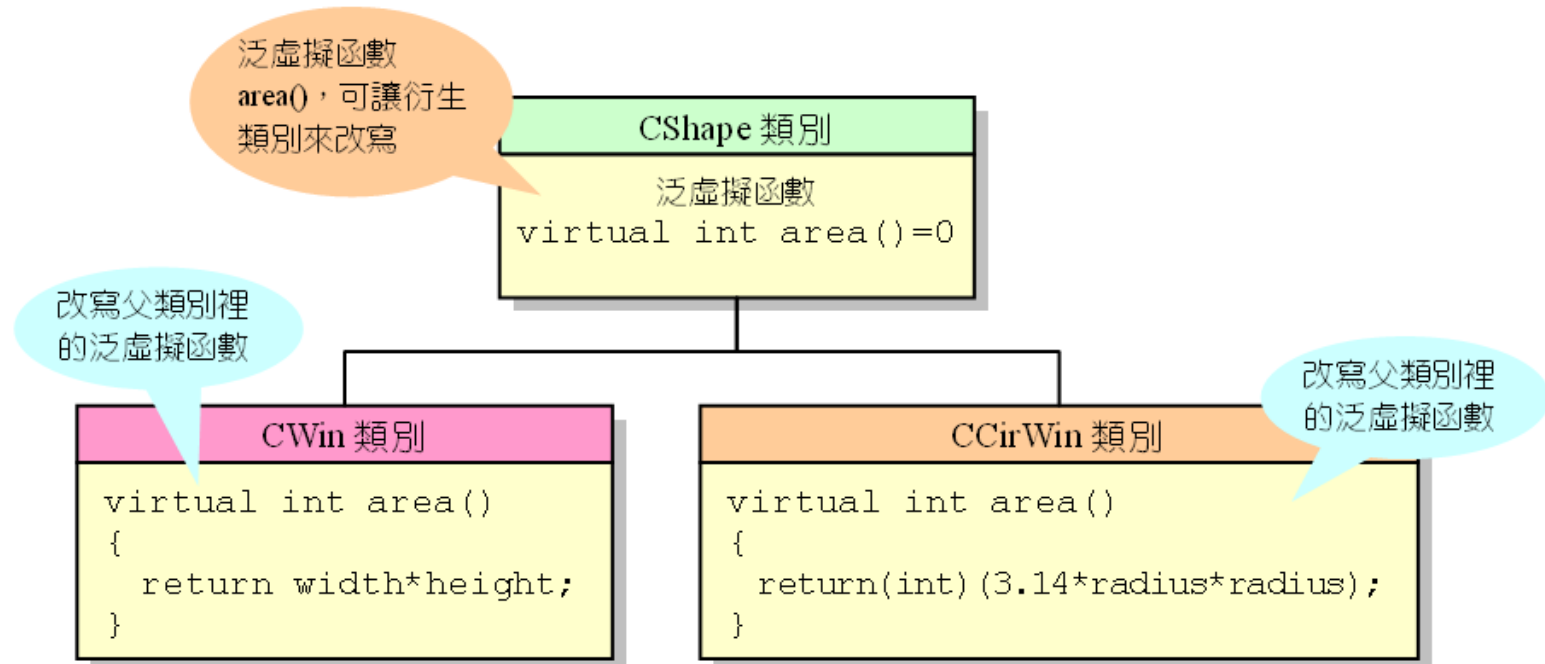 泛虛擬函數
area()，可讓衍生
類別來改寫
CShape 類別
泛虛擬函數
virtual int area()=0
改寫父類別裡
的泛虛擬函數
改寫父類別裡
的泛虛擬函數
CWin 類別
virtual int area()
{
return width*height;
}
CCirWin 類別
virtual int area()
{
return(int)(3.14*radius*radius);
}